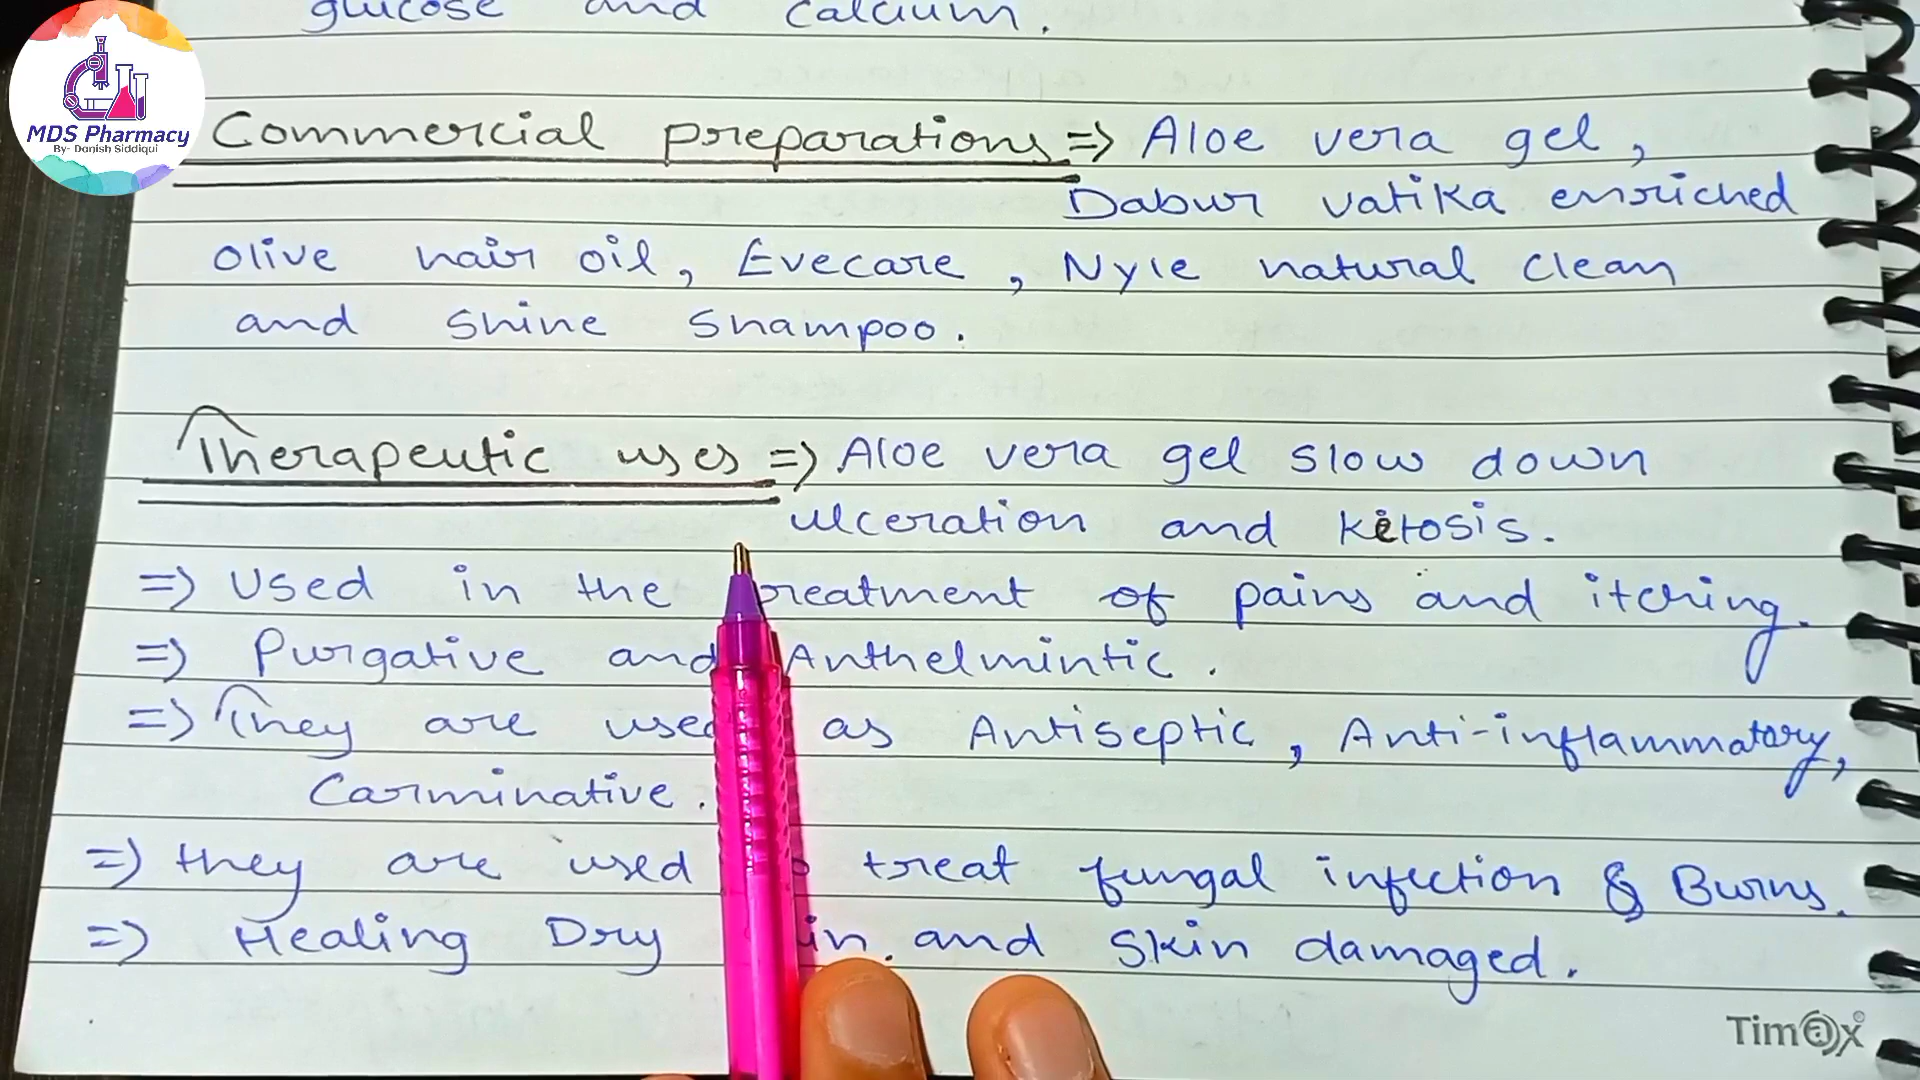 glucose and calcium.
MDS Pharmacy
By- Danish Siddiqui
Commercial preparations => Aloe vera gel,
Dabur vatika enriched
olive hair oil, Evecare, Nyle natural clean
and shine shampoo.
Therapeutic uses => Aloe vera gel slow down
ulceration and ketosis.
=> Used in the treatment of pains and itching.
=> Purgative and Anthelmintic.
=> They are used as Antiseptic, Anti-inflammatory,
Carminative.
=> they are used treat fungal infection & Burns.
=> Healing Dry and skin damaged.
Timax